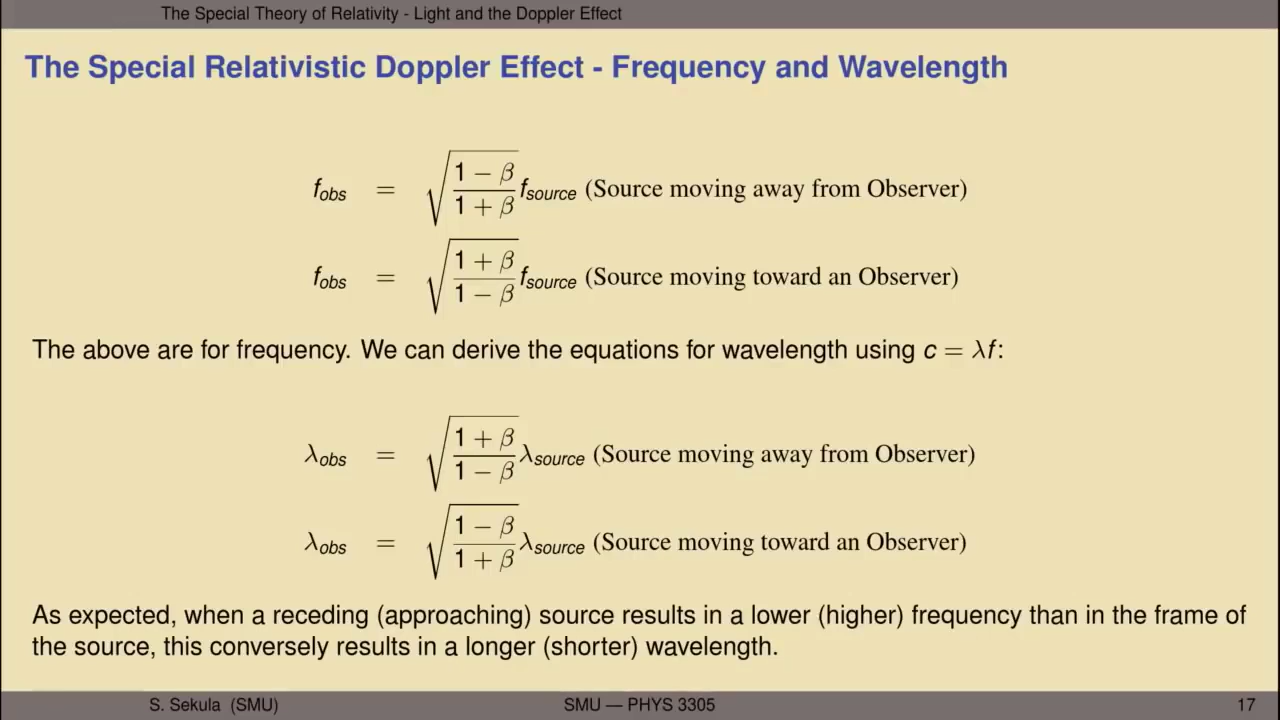 The Special Theory of Relativity - Light and the Doppler Effect
The Special Relativistic Doppler Effect - Frequency and Wavelength
f_obs = √((1 − β)/(1 + β)) f_source (Source moving away from Observer)
f_obs = √((1 + β)/(1 − β)) f_source (Source moving toward an Observer)
The above are for frequency. We can derive the equations for wavelength using c = λf:
λ_obs = √((1 + β)/(1 − β)) λ_source (Source moving away from Observer)
λ_obs = √((1 − β)/(1 + β)) λ_source (Source moving toward an Observer)
As expected, when a receding (approaching) source results in a lower (higher) frequency than in the frame of
the source, this conversely results in a longer (shorter) wavelength.
S. Sekula (SMU) SMU — PHYS 3305 17